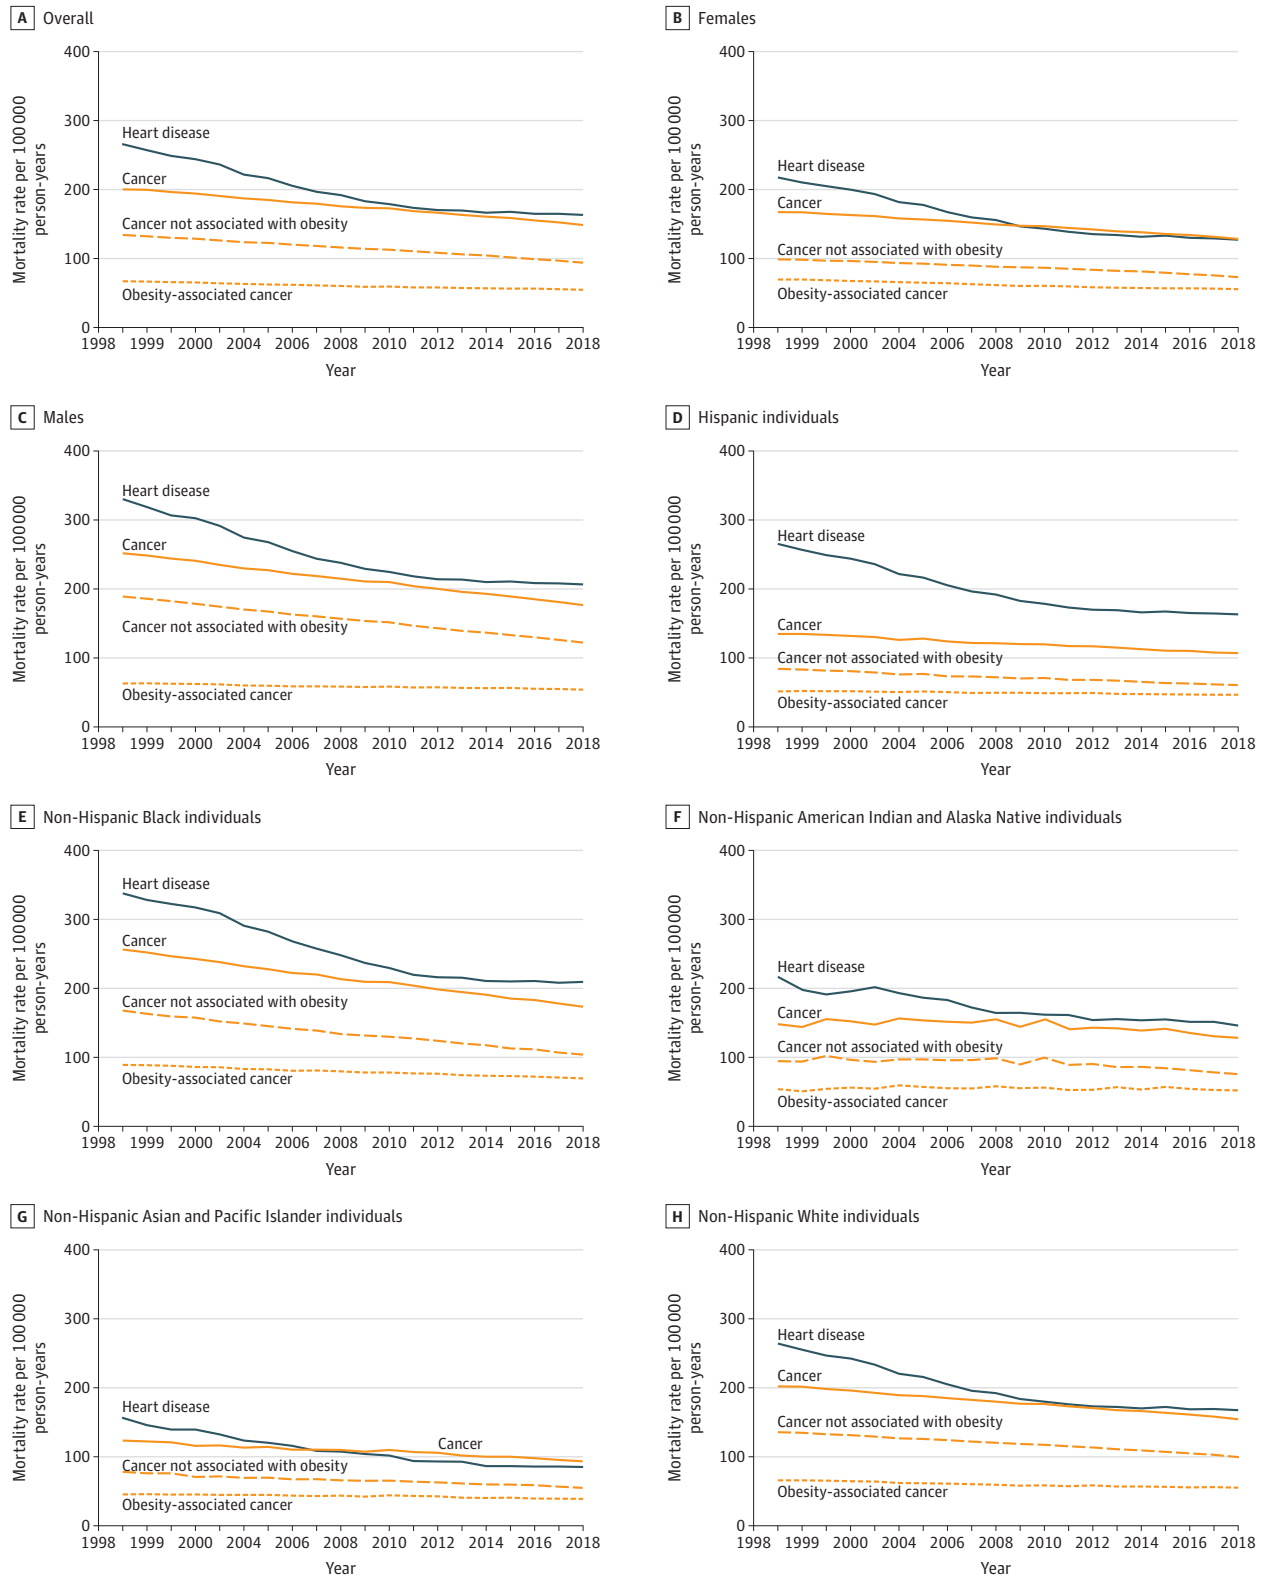 A Overall
400
300
200
100
0
Mortality rate per 100 000
person-years
Heart disease
Cancer
Cancer not associated with obesity
Obesity-associated cancer
1998 1999 2000 2004 2006 2008 2010 2012 2014 2016 2018
Year
B Females
400
300
200
100
0
Mortality rate per 100 000
person-years
Heart disease
Cancer
Cancer not associated with obesity
Obesity-associated cancer
1998 1999 2000 2004 2006 2008 2010 2012 2014 2016 2018
Year
C Males
400
300
200
100
0
Mortality rate per 100 000
person-years
Heart disease
Cancer
Cancer not associated with obesity
Obesity-associated cancer
1998 1999 2000 2004 2006 2008 2010 2012 2014 2016 2018
Year
D Hispanic individuals
400
300
200
100
0
Mortality rate per 100 000
person-years
Heart disease
Cancer
Cancer not associated with obesity
Obesity-associated cancer
1998 1999 2000 2004 2006 2008 2010 2012 2014 2016 2018
Year
E Non-Hispanic Black individuals
400
300
200
100
0
Mortality rate per 100 000
person-years
Heart disease
Cancer
Cancer not associated with obesity
Obesity-associated cancer
1998 1999 2000 2004 2006 2008 2010 2012 2014 2016 2018
Year
F Non-Hispanic American Indian and Alaska Native individuals
400
300
200
100
0
Mortality rate per 100 000
person-years
Heart disease
Cancer
Cancer not associated with obesity
Obesity-associated cancer
1998 1999 2000 2004 2006 2008 2010 2012 2014 2016 2018
Year
G Non-Hispanic Asian and Pacific Islander individuals
400
300
200
100
0
Mortality rate per 100 000
person-years
Heart disease
Cancer
Cancer not associated with obesity
Obesity-associated cancer
1998 1999 2000 2004 2006 2008 2010 2012 2014 2016 2018
Year
H Non-Hispanic White individuals
400
300
200
100
0
Mortality rate per 100 000
person-years
Heart disease
Cancer
Cancer not associated with obesity
Obesity-associated cancer
1998 1999 2000 2004 2006 2008 2010 2012 2014 2016 2018
Year